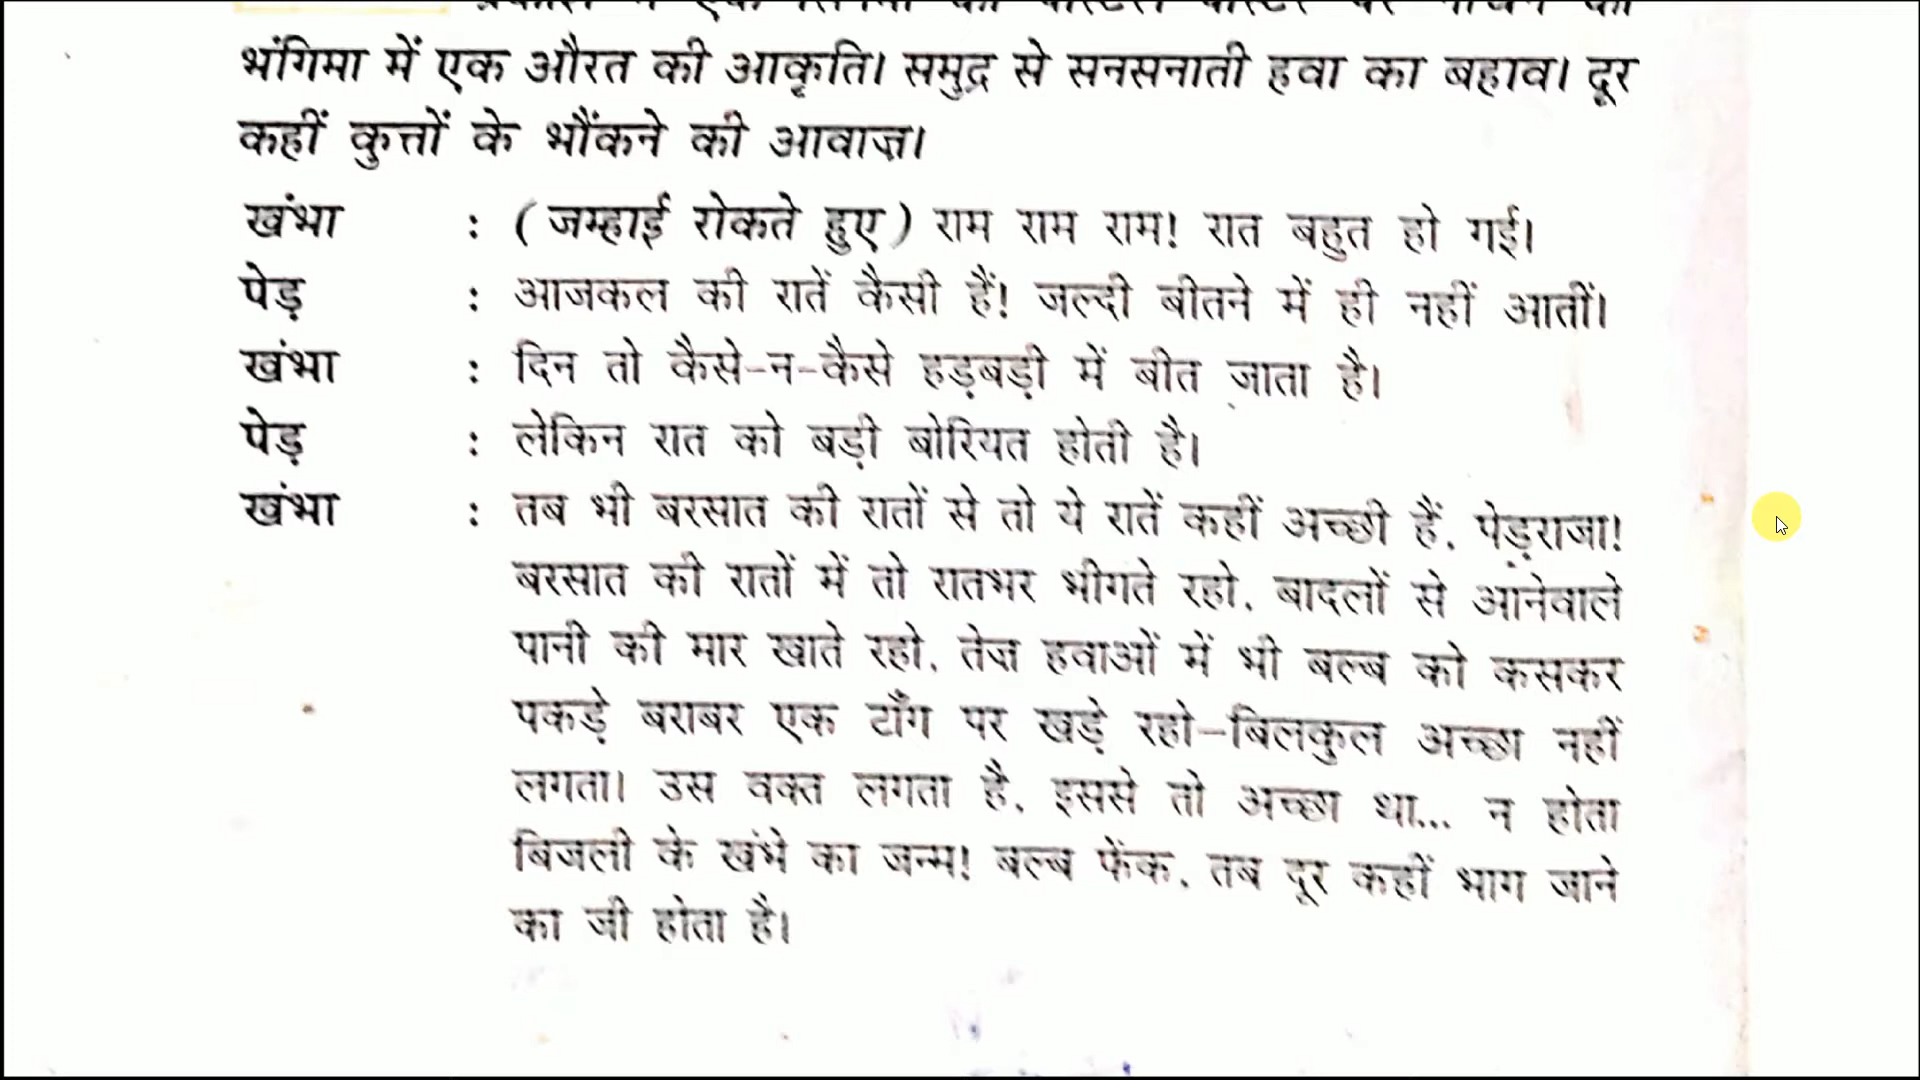 भंगिमा में एक औरत की आकृति। समुद्र से सनसनाती हवा का बहाव। दूर
कहीं कुत्तों के भौंकने की आवाज़।
खंभा : (जम्हाई रोकते हुए) राम राम राम! रात बहुत हो गई।
पेड़ : आजकल की रातें कैसी हैं! जल्दी बीतने में ही नहीं आतीं।
खंभा : दिन तो कैसे-न-कैसे हड़बड़ी में बीत जाता है।
पेड़ : लेकिन रात को बड़ी बोरियत होती है।
खंभा : तब भी बरसात की रातों से तो ये रातें कहीं अच्छी हैं, पेड़राजा!
बरसात की रातों में तो रातभर भीगते रहो, बादलों से आनेवाले
पानी की मार खाते रहो, तेज़ हवाओं में भी बल्ब को कसकर
पकड़े बराबर एक टाँग पर खड़े रहो–बिलकुल अच्छा नहीं
लगता। उस वक्त लगता है, इससे तो अच्छा था... न होता
बिजली के खंभे का जन्म! बल्ब फेंक, तब दूर कहीं भाग जाने
का जी होता है।